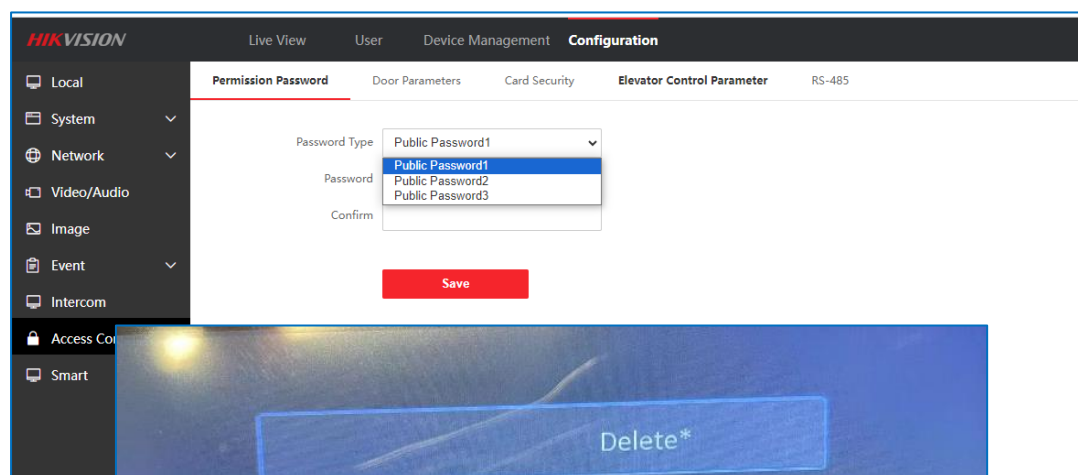 HIKVISION Live View User Device Management Configuration
Local Permission Password Door Parameters Card Security Elevator Control Parameter RS-485
System
Network Password Type Public Password1
Public Password1
Password Public Password2
Video/Audio Public Password3
Image Confirm
Event Save
Intercom
Access Co
Smart
Delete*